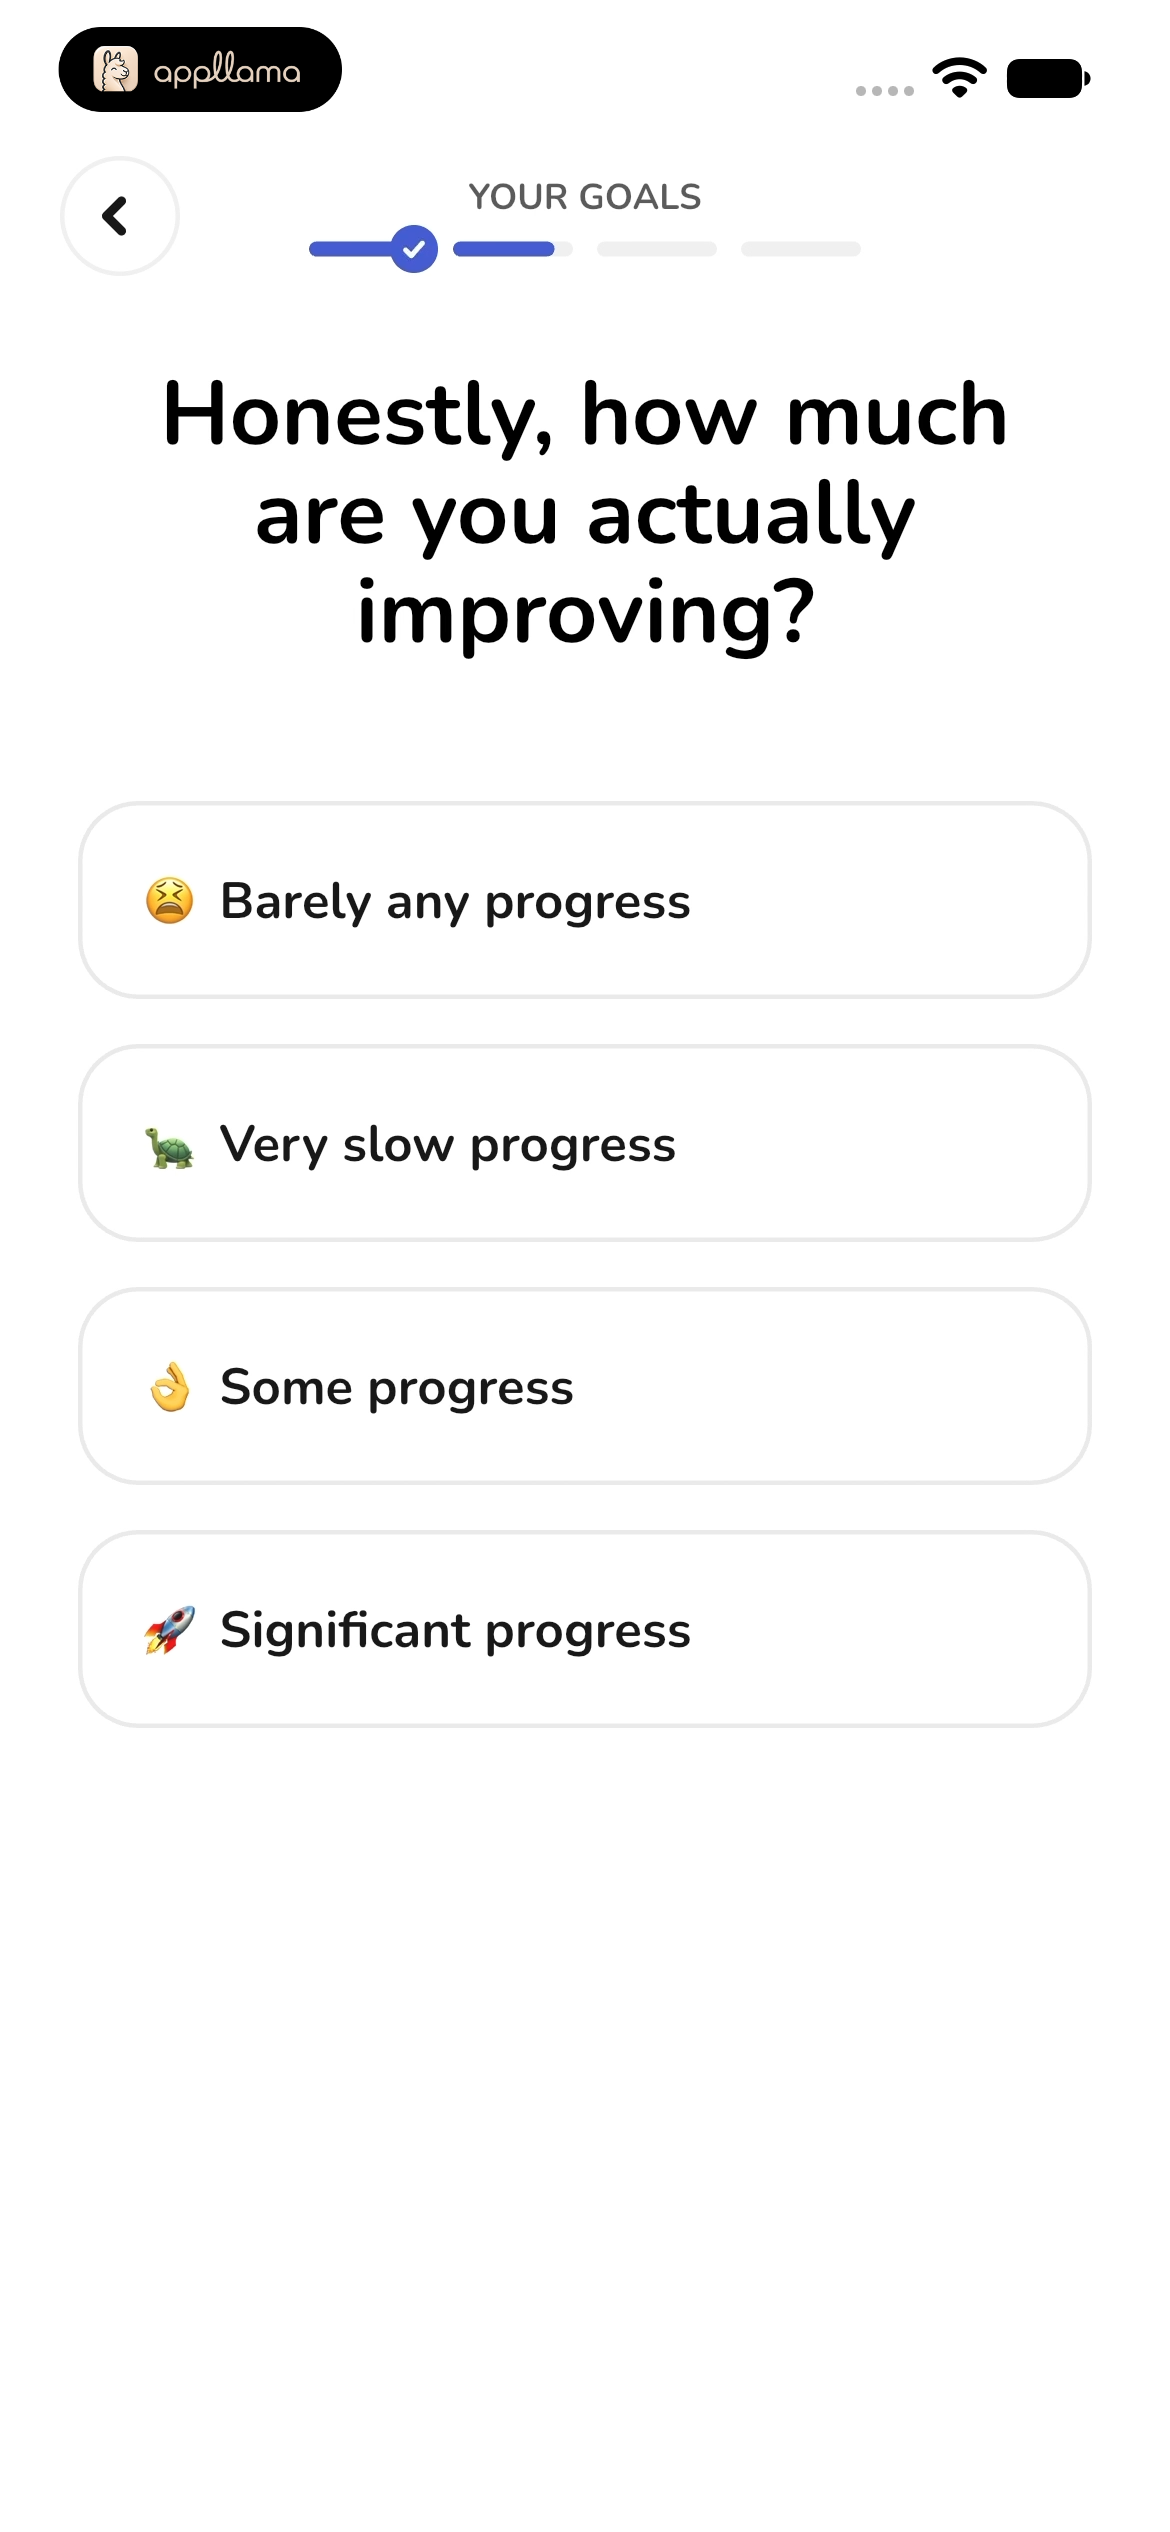 appllama
YOUR GOALS
Honestly, how much
are you actually
improving?
😫 Barely any progress
🐢 Very slow progress
👌 Some progress
🚀 Significant progress